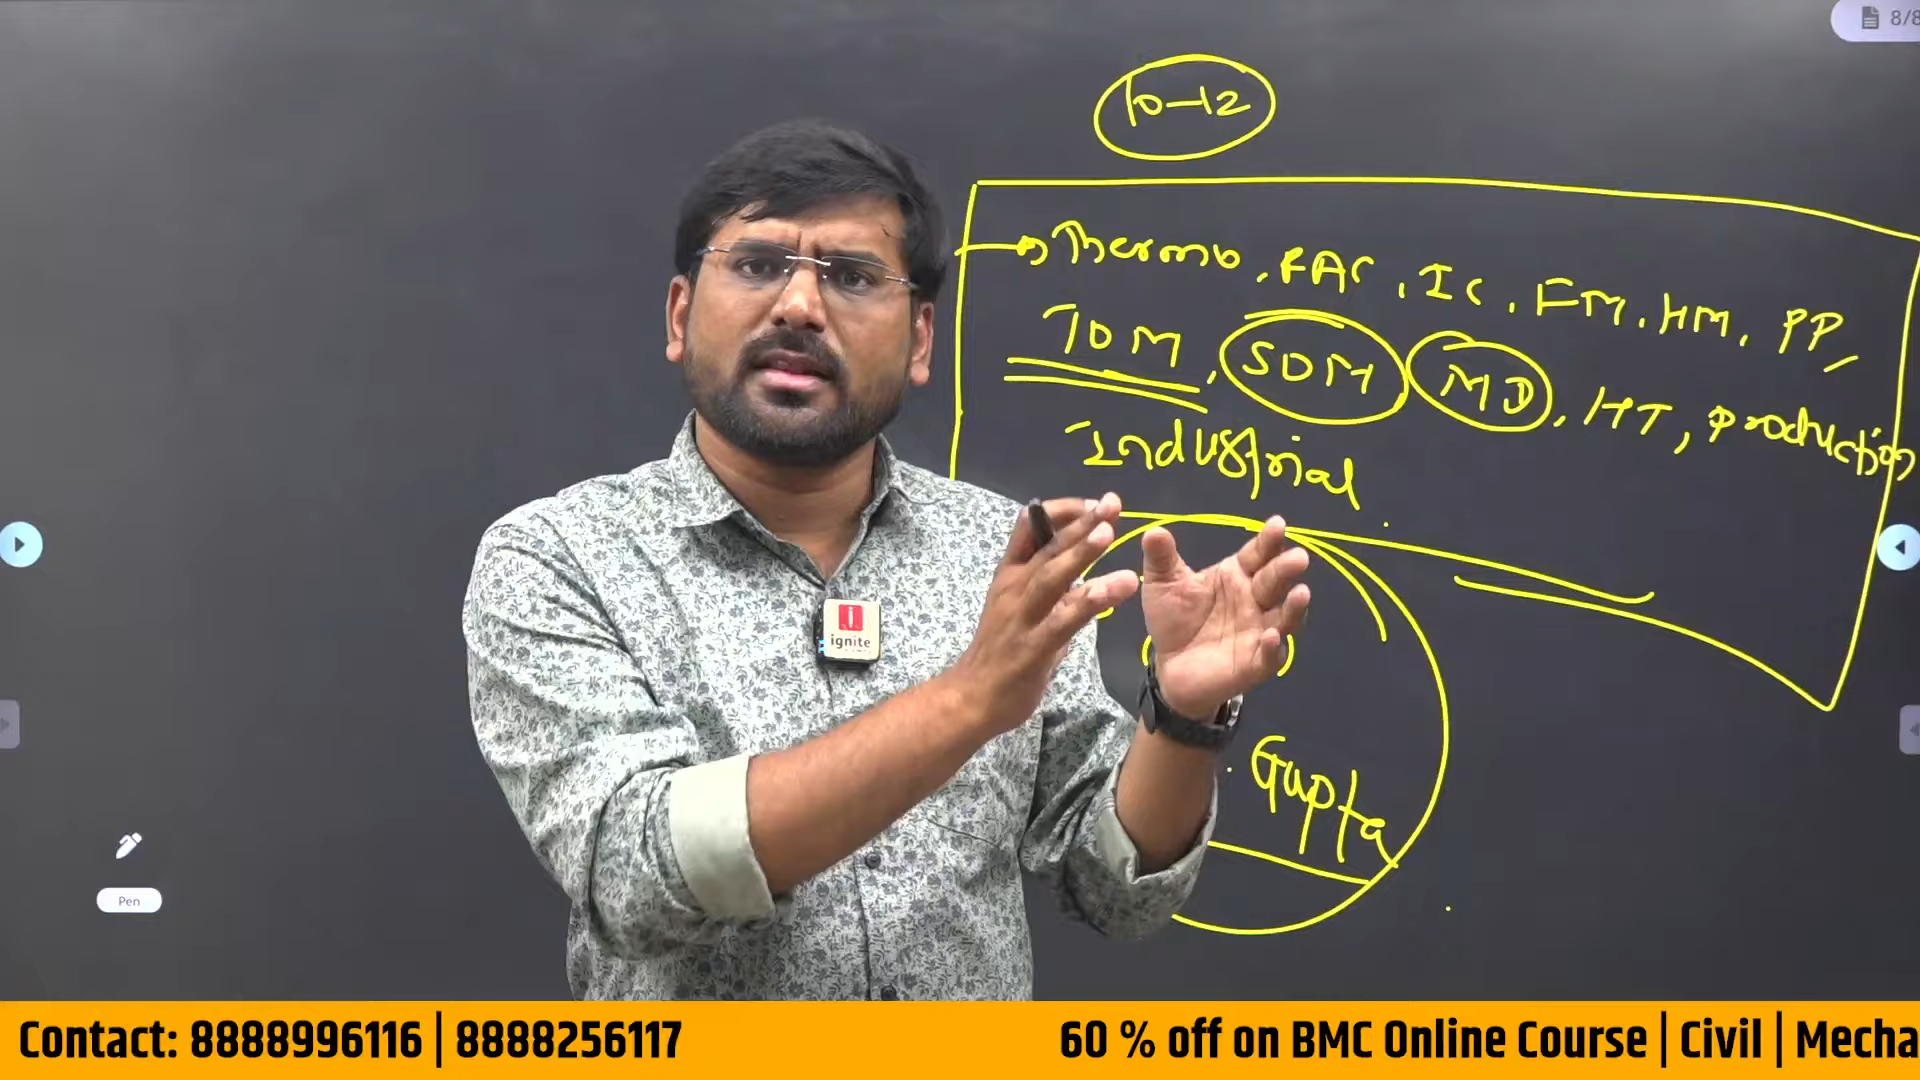 8/8
10-12
Thermo, RAC, IC, FM, HM, PP,
TOM, SOM, MD, HT, Production
Industrial
Gupta
i
ignite
Pen
Contact: 8888996116 | 8888256117
60 % off on BMC Online Course | Civil | Mecha